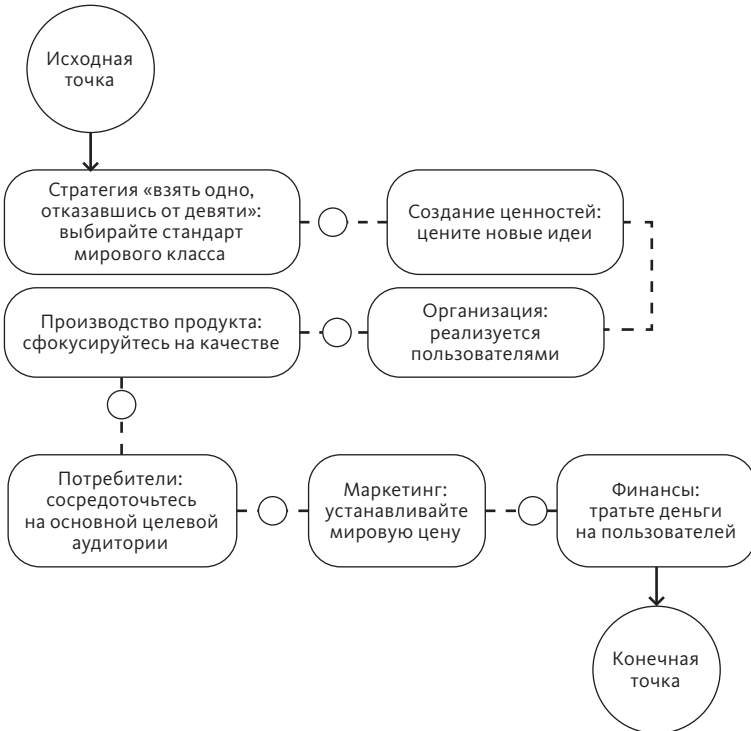 Исходная
точка
Стратегия «взять одно,
отказавшись от девяти»:
выбирайте стандарт
мирового класса
Создание ценностей:
цените новые идеи
Организация:
реализуется
пользователями
Производство продукта:
сфокусируйтесь на качестве
Потребители:
сосредоточьтесь
на основной целевой
аудитории
Маркетинг:
устанавливайте
мировую цену
Финансы:
тратьте деньги
на пользователей
Конечная
точка